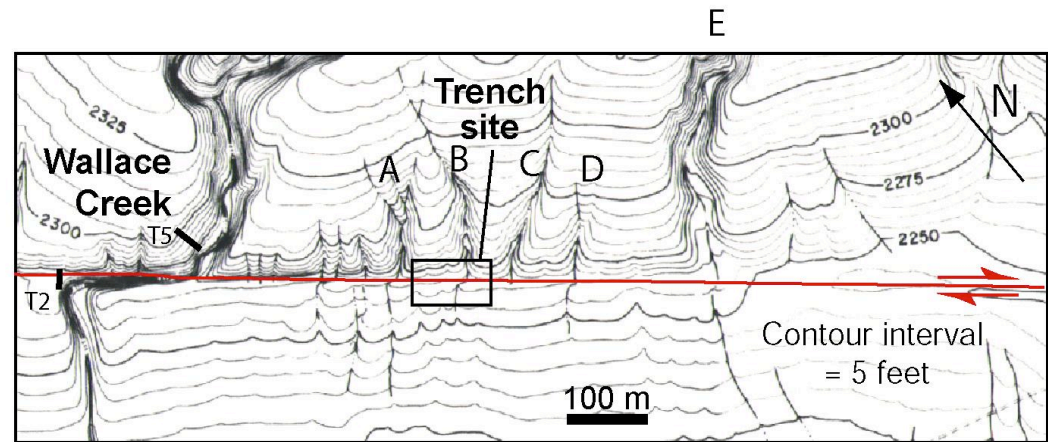 E
2325
Trench
site
N
2300
Wallace
Creek
A
B
C
D
2275
2300
T5
2250
T2
Contour interval
= 5 feet
100 m